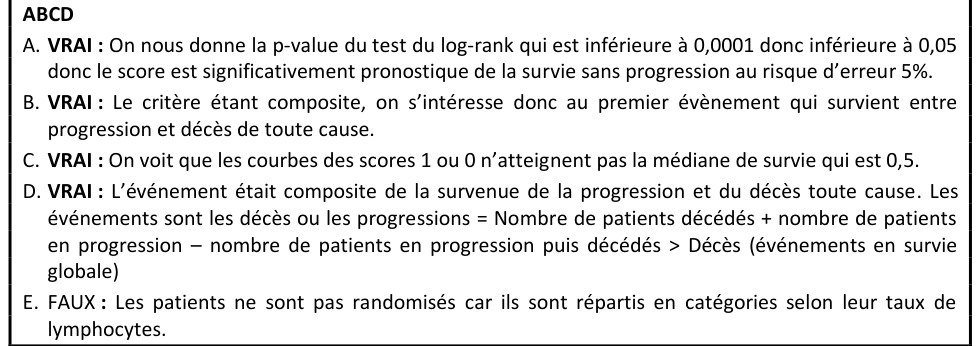 ABCD
A. VRAI : On nous donne la p-value du test du log-rank qui est inférieure à 0,0001 donc inférieure à 0,05
donc le score est significativement pronostique de la survie sans progression au risque d’erreur 5%.
B. VRAI : Le critère étant composite, on s’intéresse donc au premier évènement qui survient entre
progression et décès de toute cause.
C. VRAI : On voit que les courbes des scores 1 ou 0 n’atteignent pas la médiane de survie qui est 0,5.
D. VRAI : L’événement était composite de la survenue de la progression et du décès toute cause. Les
événements sont les décès ou les progressions = Nombre de patients décédés + nombre de patients
en progression – nombre de patients en progression puis décédés > Décès (événements en survie
globale)
E. FAUX : Les patients ne sont pas randomisés car ils sont répartis en catégories selon leur taux de
lymphocytes.